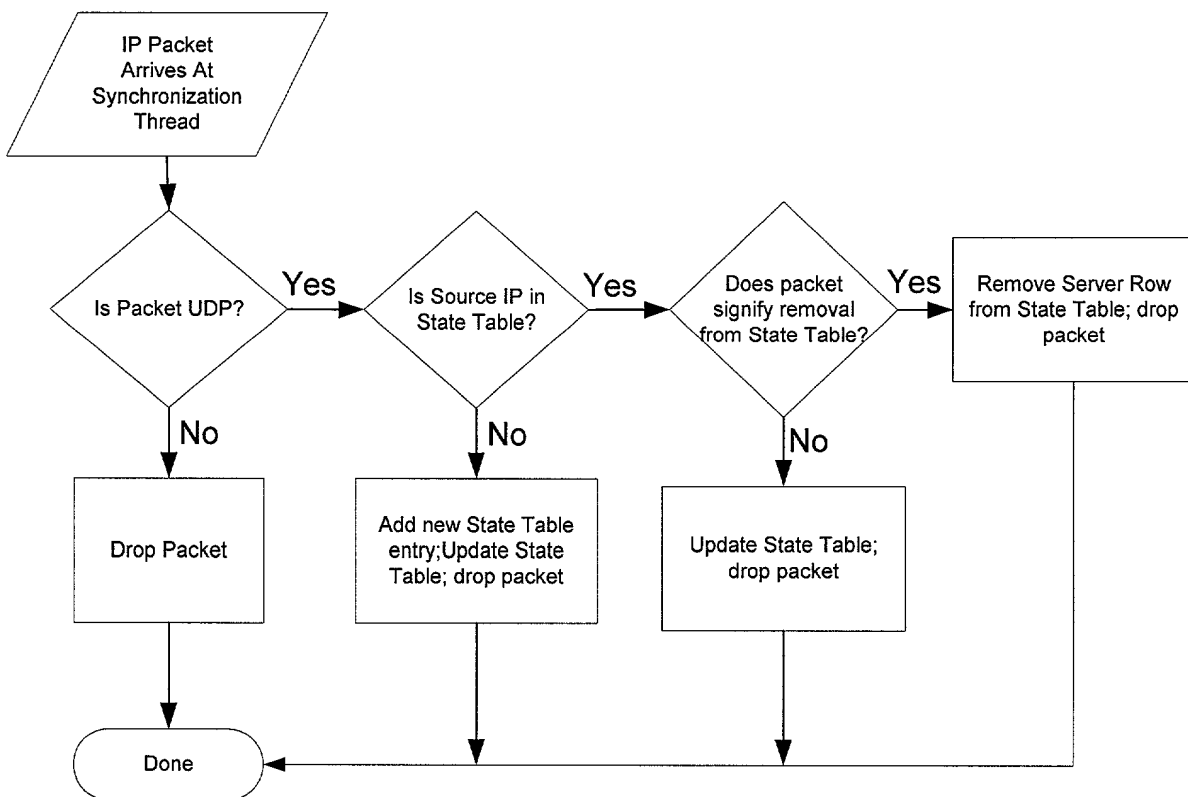 IP Packet
Arrives At
Synchronization
Thread
Is Packet UDP?
Yes
Is Source IP in
State Table?
Yes
Does packet
signify removal
from State Table?
Yes
Remove Server Row
from State Table; drop
packet
No
No
No
Drop Packet
Add new State Table
entry;Update State
Table; drop packet
Update State Table;
drop packet
Done